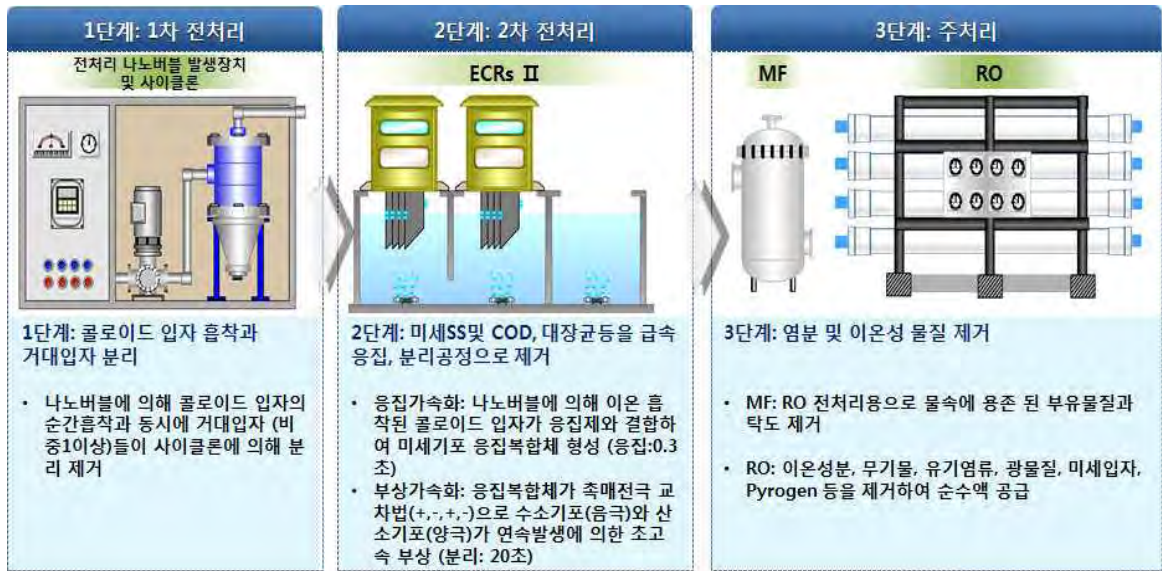 1단계: 1차 전처리
전처리 나노버블 발생장치
및 사이클론
1단계: 콜로이드 입자 흡착과
거대입자 분리
• 나노버블에 의해 콜로이드 입자의
순간흡착과 동시에 거대입자 (비
중1이상)들이 사이클론에 의해 분
리 제거
2단계: 2차 전처리
ECRs Ⅱ
2단계: 미세SS및 COD, 대장균등을 급속
응집, 분리공정으로 제거
• 응집가속화: 나노버블에 의해 이온 흡
착된 콜로이드 입자가 응집제와 결합하
여 미세기포 응집복합체 형성 (응집:0.3
초)
• 부상가속화: 응집복합체가 촉매전극 교
차법(+,-,+,-)으로 수소기포(음극)와 산
소기포(양극)가 연속발생에 의한 초고
속 부상 (분리: 20초)
3단계: 주처리
MF
RO
3단계: 염분 및 이온성 물질 제거
• MF: RO 전처리용으로 물속에 용존 된 부유물질과
탁도 제거
• RO: 이온성분, 무기물, 유기염류, 광물질, 미세입자,
Pyrogen 등을 제거하여 순수액 공급